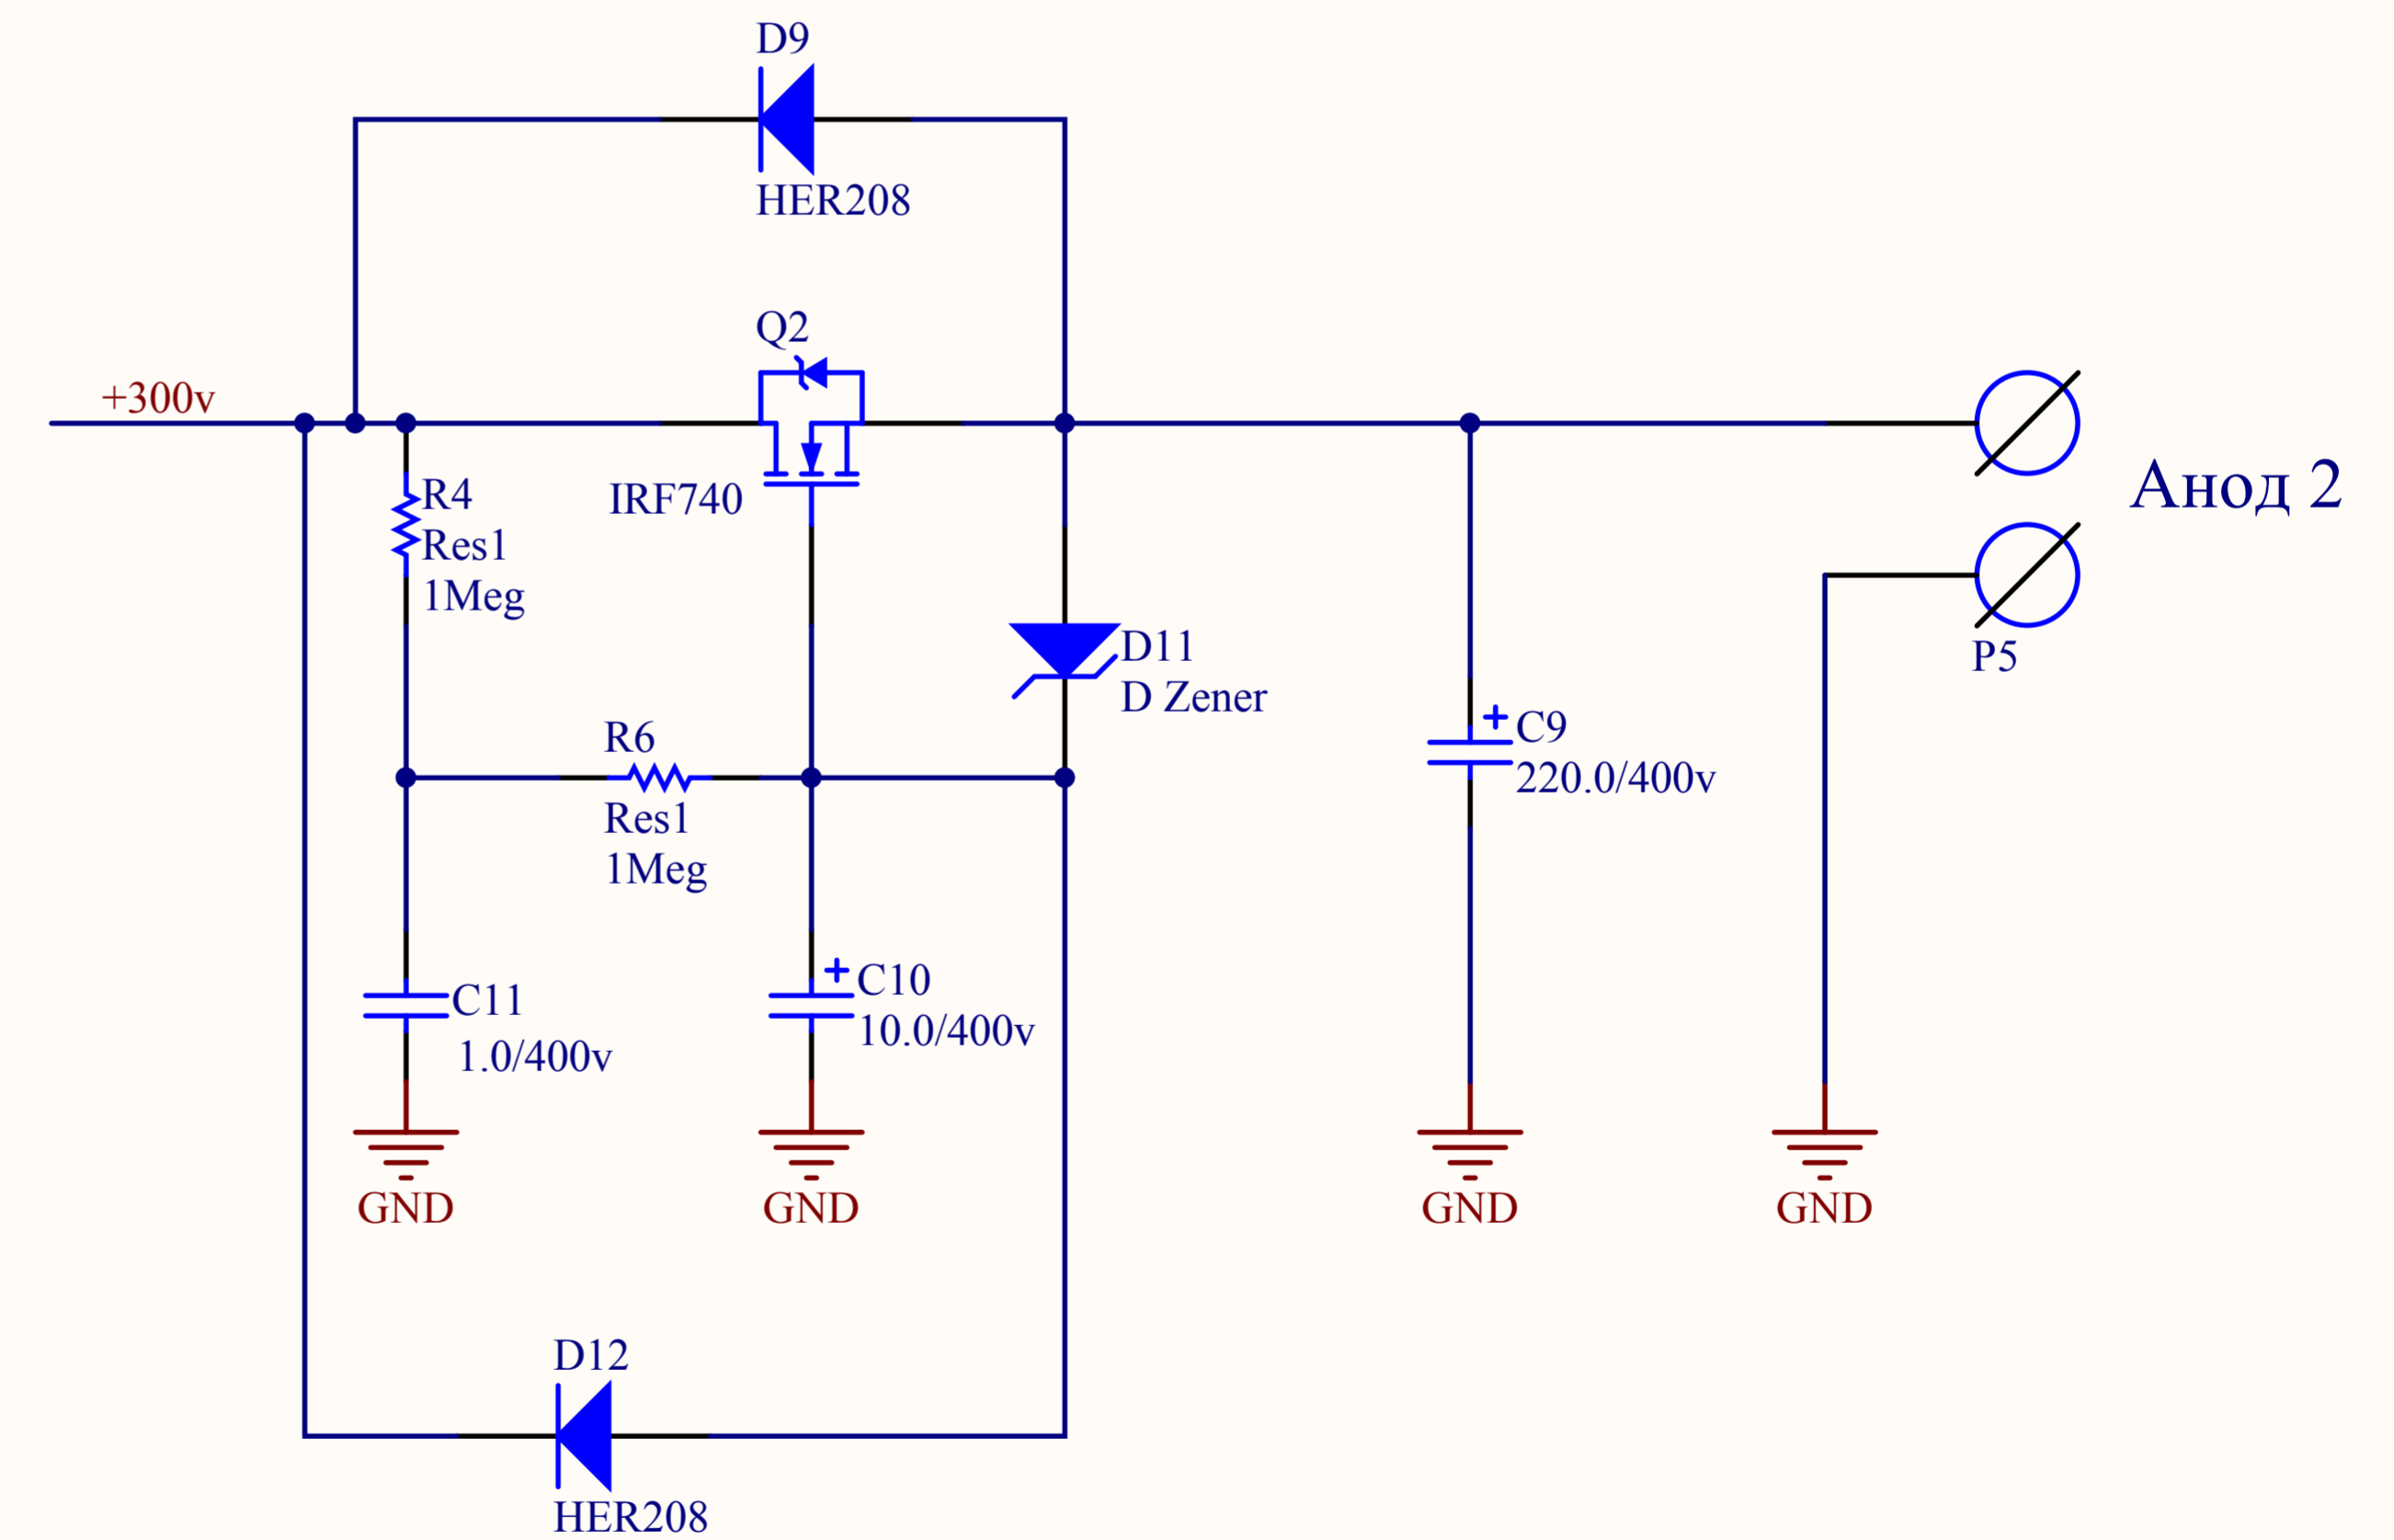 D9
HER208
Q2
+300v
IRF740
R4
Res1
1Meg
Анод 2
D11
D Zener
P5
R6
Res1
1Meg
C9
220.0/400v
C11
1.0/400v
C10
10.0/400v
GND
GND
GND
GND
D12
HER208